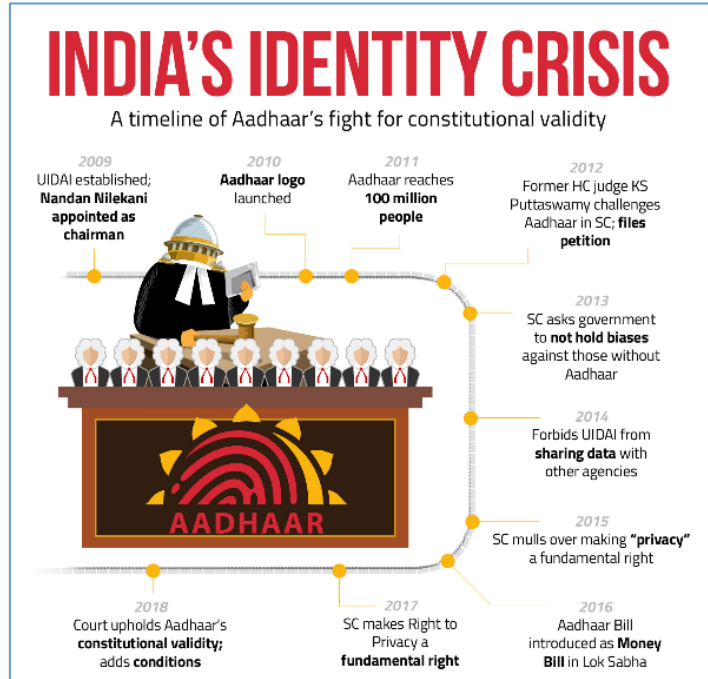 INDIA'S IDENTITY CRISIS
A timeline of Aadhaar's fight for constitutional validity
2009
UIDAI established;
Nandan Nilekani
appointed as
chairman
2010
Aadhaar logo
launched
2011
Aadhaar reaches
100 million
people
2012
Former HC judge KS
Puttaswamy challenges
Aadhaar in SC; files
petition
2013
SC asks government
to not hold biases
against those without
Aadhaar
2014
Forbids UIDAI from
sharing data with
other agencies
2015
SC mulls over making "privacy"
a fundamental right
2016
Aadhaar Bill
introduced as Money
Bill in Lok Sabha
2017
SC makes Right to
Privacy a
fundamental right
2018
Court upholds Aadhaar's
constitutional validity;
adds conditions
AADHAAR